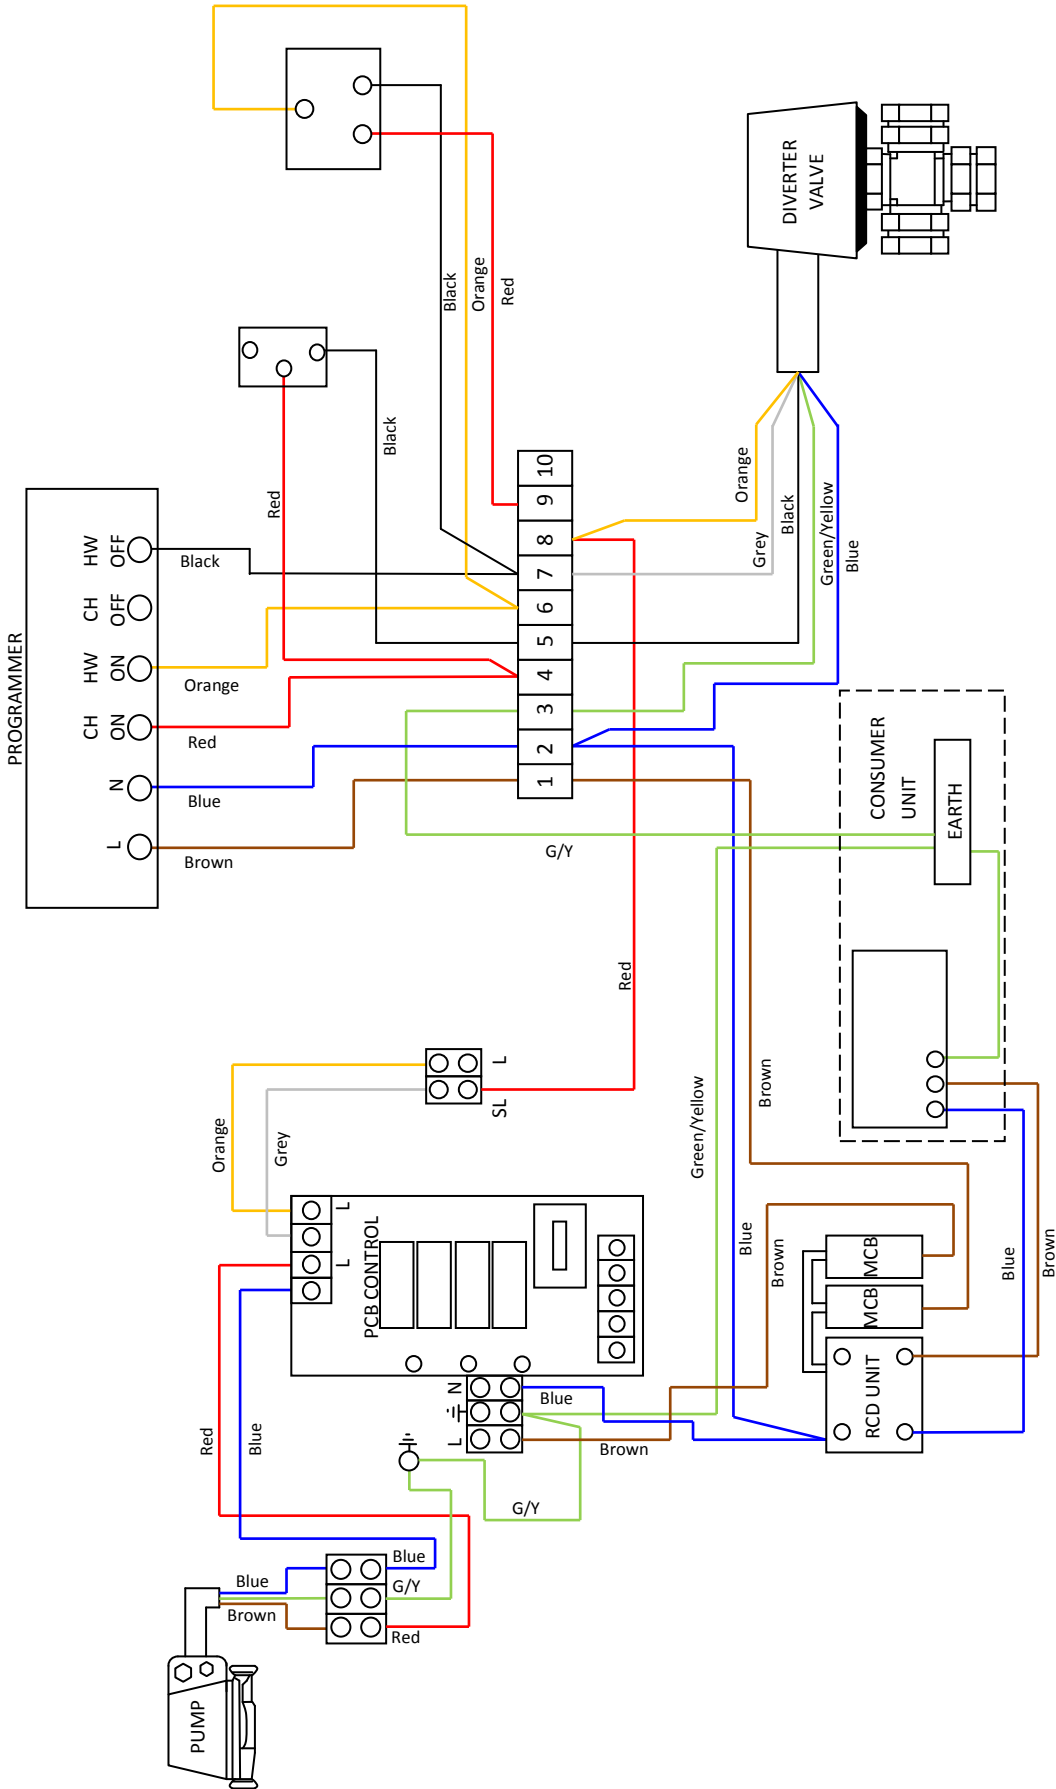 PROGRAMMER
L
N
CH
ON
HW
ON
CH
OFF
HW
OFF
Brown
Blue
Red
Orange
Black
Red
Black
Black
Orange
Red
1
2
3
4
5
6
7
8
9
10
DIVERTER
VALVE
Orange
Grey
Black
Green/Yellow
Blue
G/Y
CONSUMER
UNIT
EARTH
Red
Orange
Grey
SL
L
Green/Yellow
Brown
Blue
Brown
Blue
Brown
PCB CONTROL
L
L
L
N
Blue
Brown
MCB
MCB
RCD UNIT
Red
Blue
G/Y
PUMP
Blue
Brown
Blue
G/Y
Red